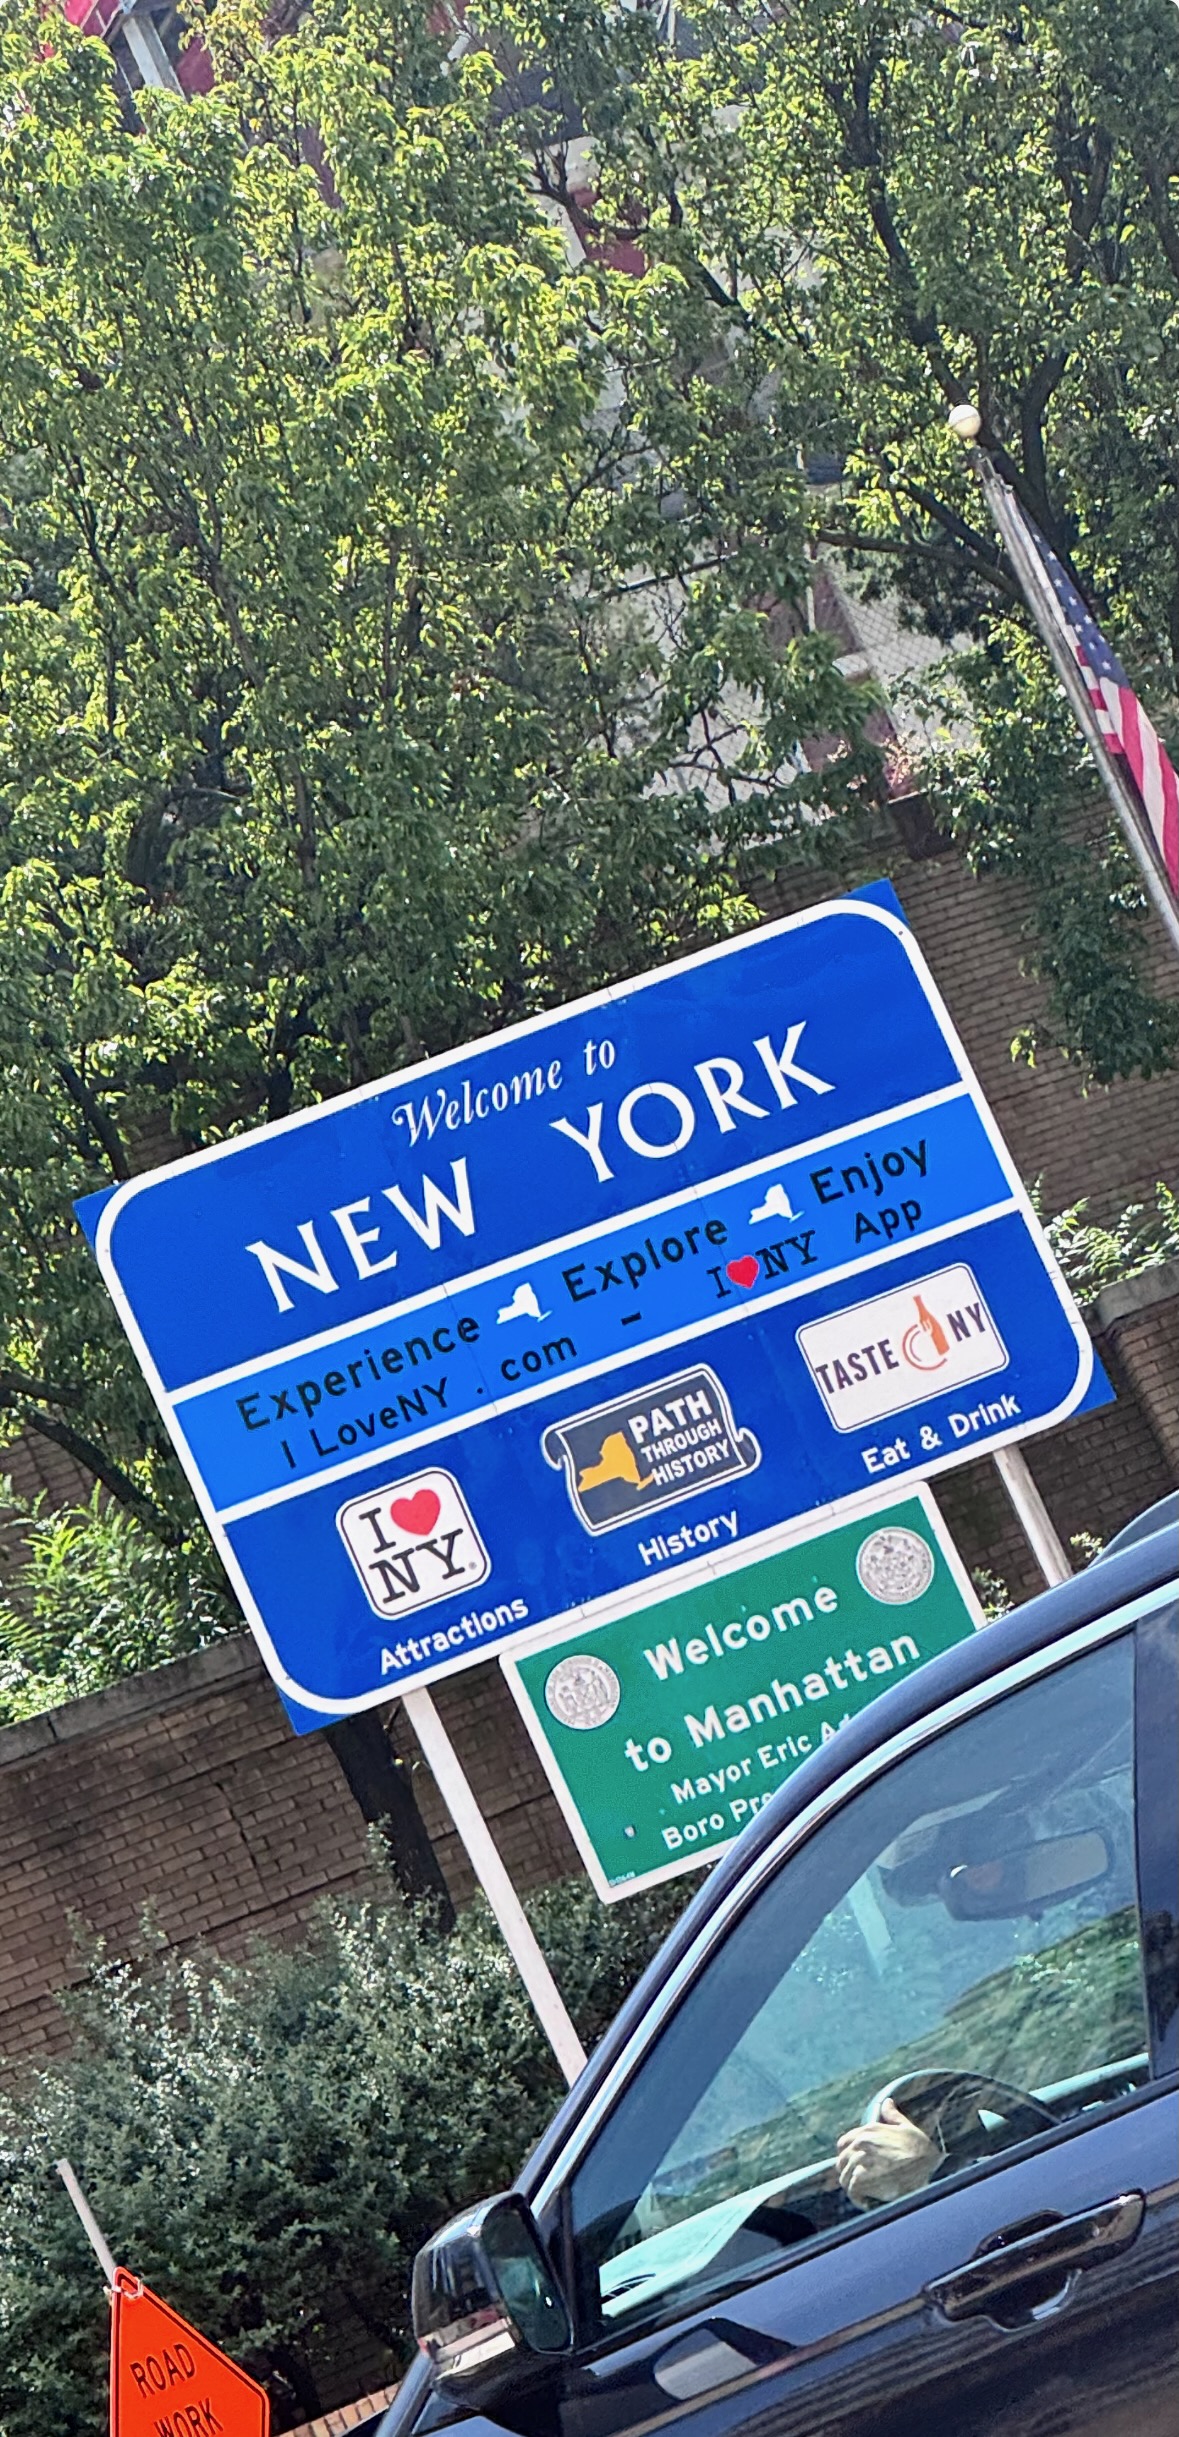 Welcome to
NEW YORK
Experience Explore Enjoy
I LoveNY . com - I ♥ NY App
I ♥
NY
Attractions
PATH
THROUGH
HISTORY
History
TASTE NY
Eat & Drink
Welcome
to Manhattan
Mayor Eric
Boro
ROAD
WORK